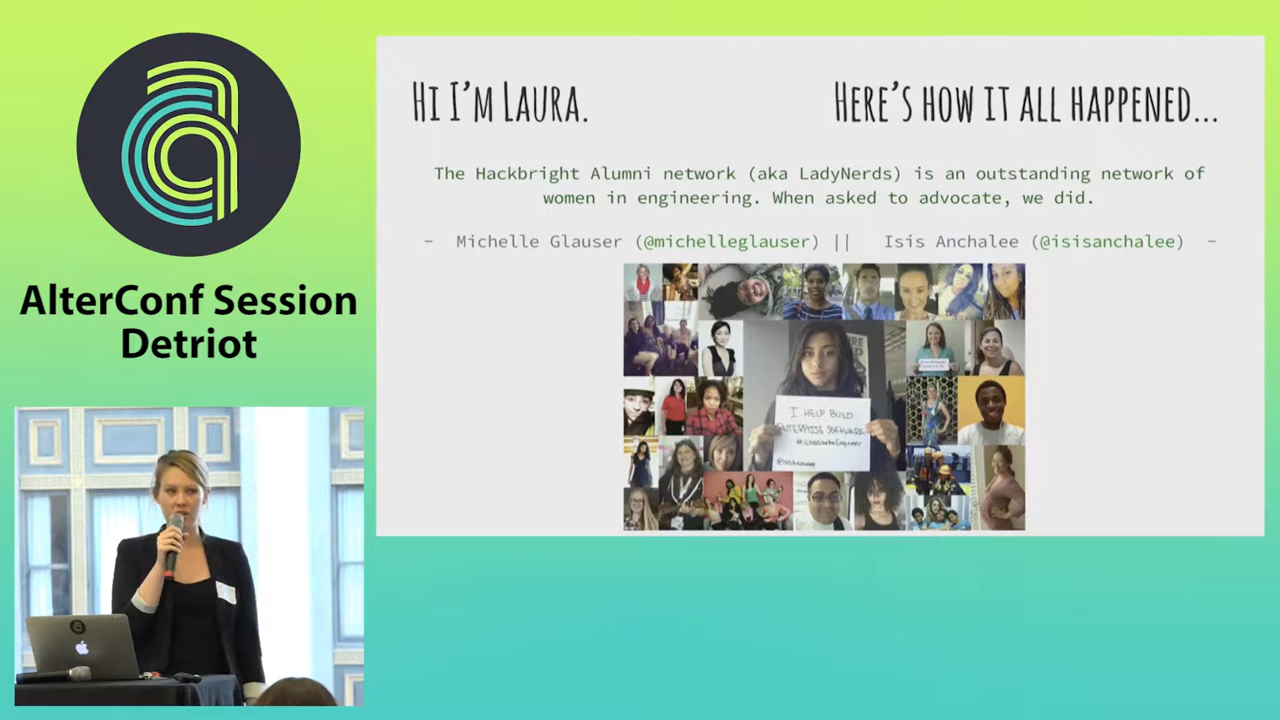 AlterConf Session
Detriot
HI I'M LAURA.
HERE'S HOW IT ALL HAPPENED...
The Hackbright Alumni network (aka LadyNerds) is an outstanding network of
women in engineering. When asked to advocate, we did.
– Michelle Glauser (@michelleglauser) || Isis Anchalee (@isisanchalee) –
I HELP BUILD
ENTERPRISE SOFTWARE
#iLookLikeAnEngineer